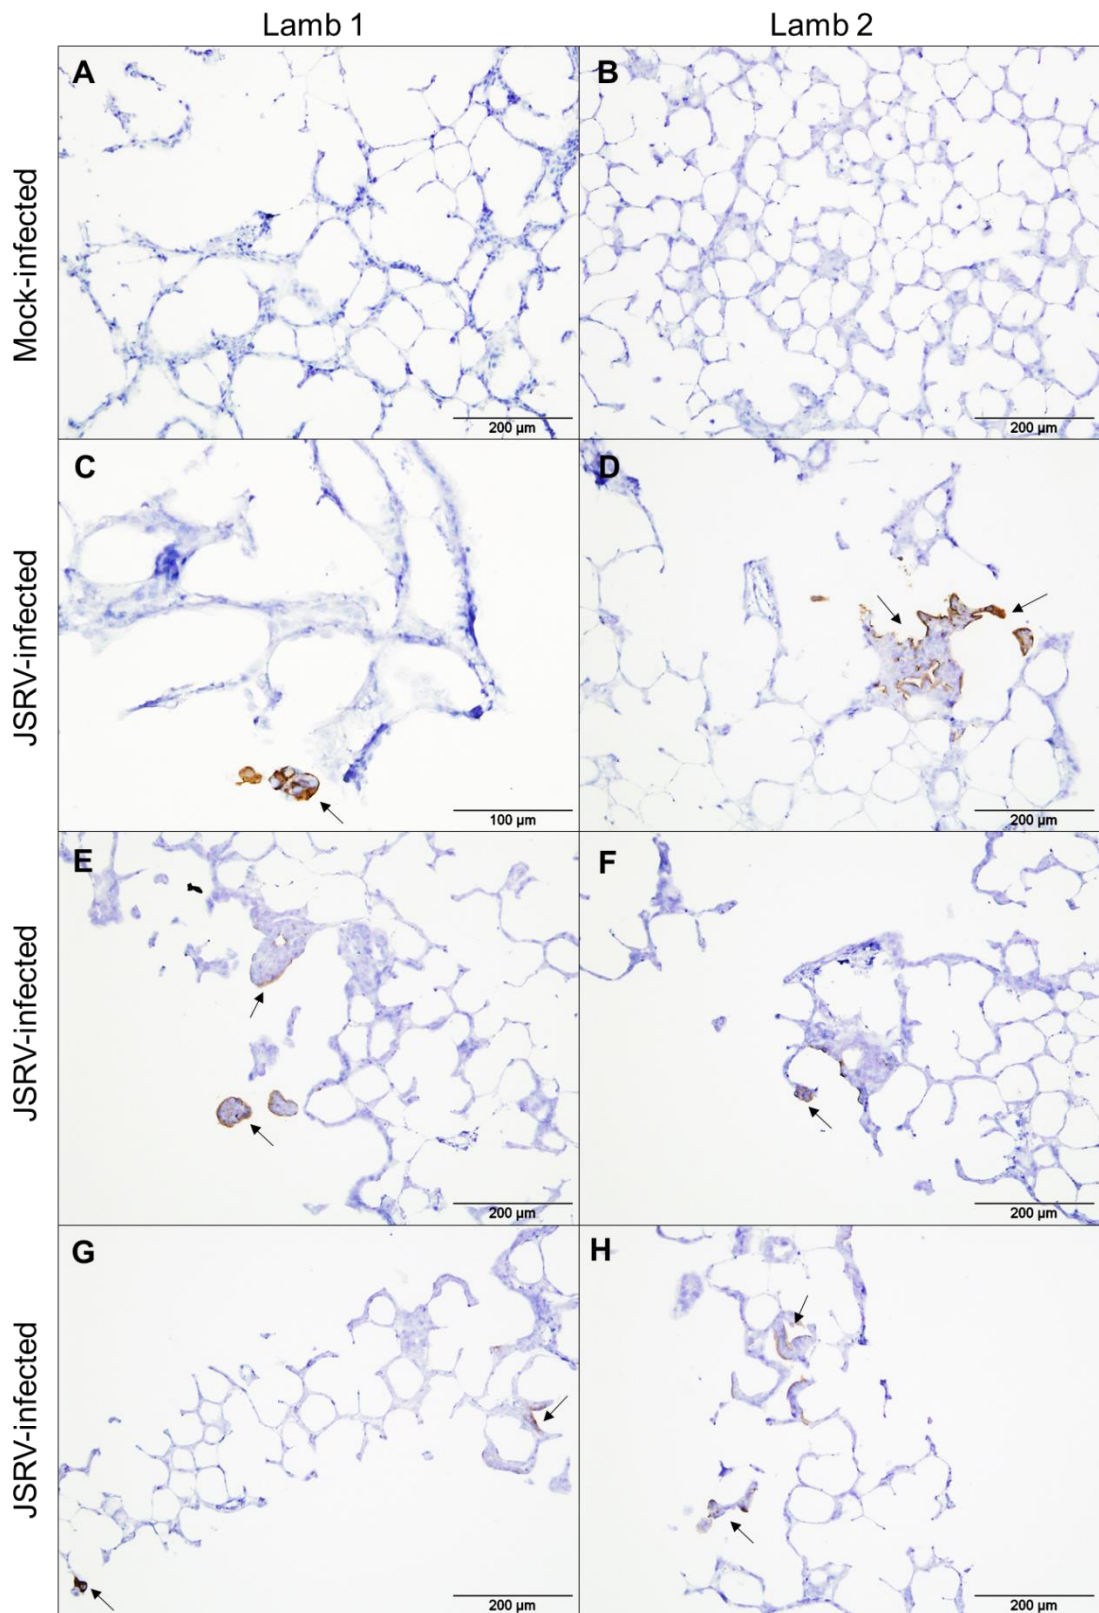 Lamb 1
Lamb 2
Mock-infected
A
200 µm
B
200 µm
JSRV-infected
C
100 µm
D
200 µm
JSRV-infected
E
200 µm
F
200 µm
JSRV-infected
G
200 µm
H
200 µm